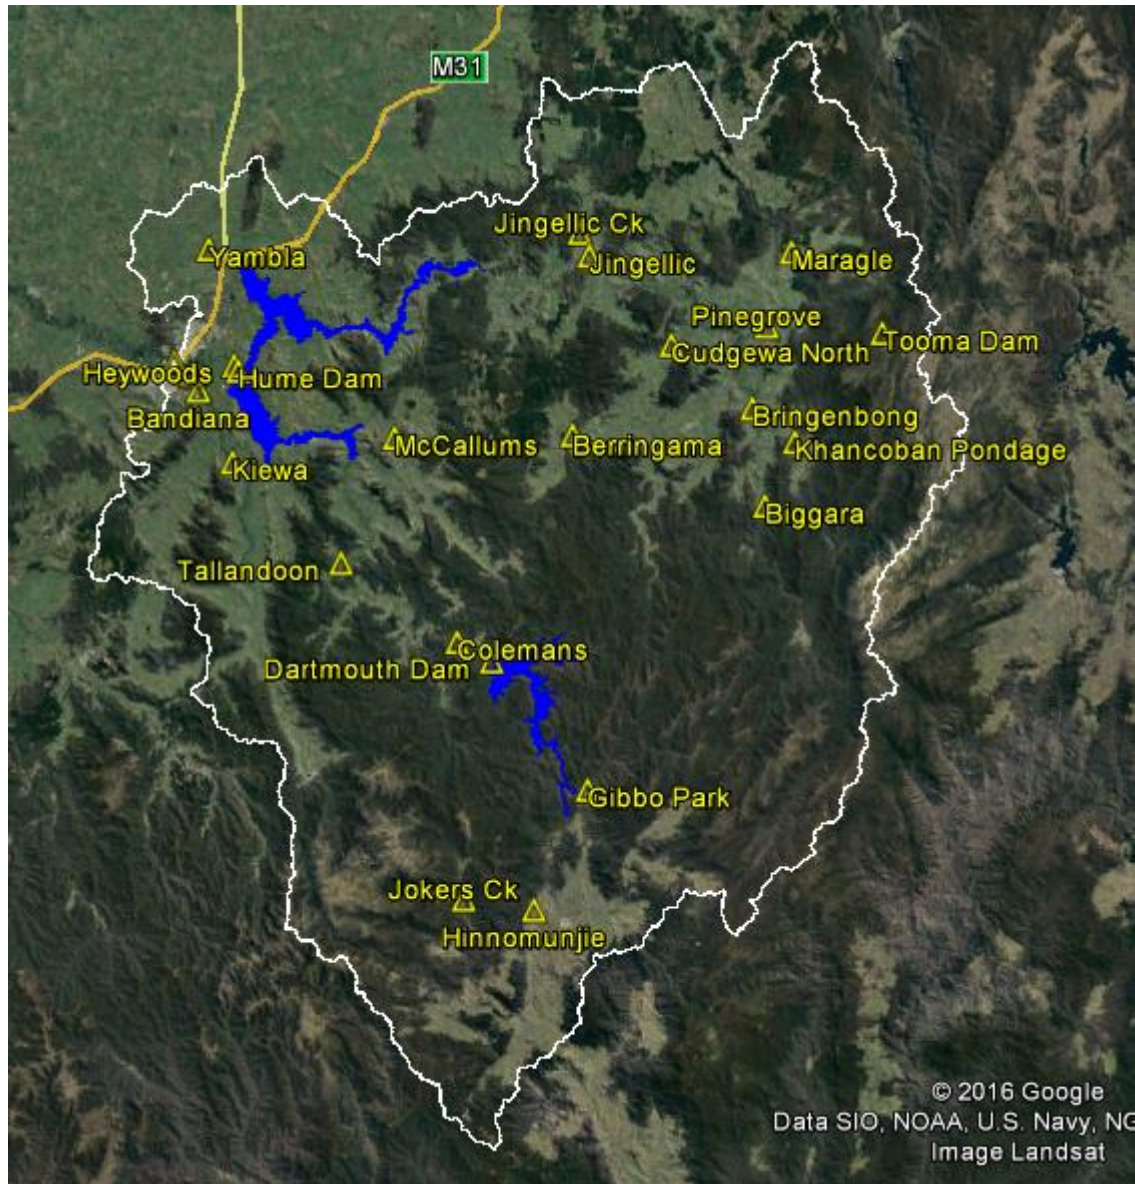 M31
Jingellic Ck
Yambla
Jingellic
Maragle
Pinegrove
Tooma Dam
Cudgewa North
Heywoods
Hume Dam
Bandiana
Bringenbong
McCallums
Berringama
Khancoban Pondage
Kiewa
Biggara
Tallandoon
Colemans
Dartmouth Dam
Gibbo Park
Jokers Ck
Hinnomunjie
© 2016 Google
Data SIO, NOAA, U.S. Navy, NG
Image Landsat